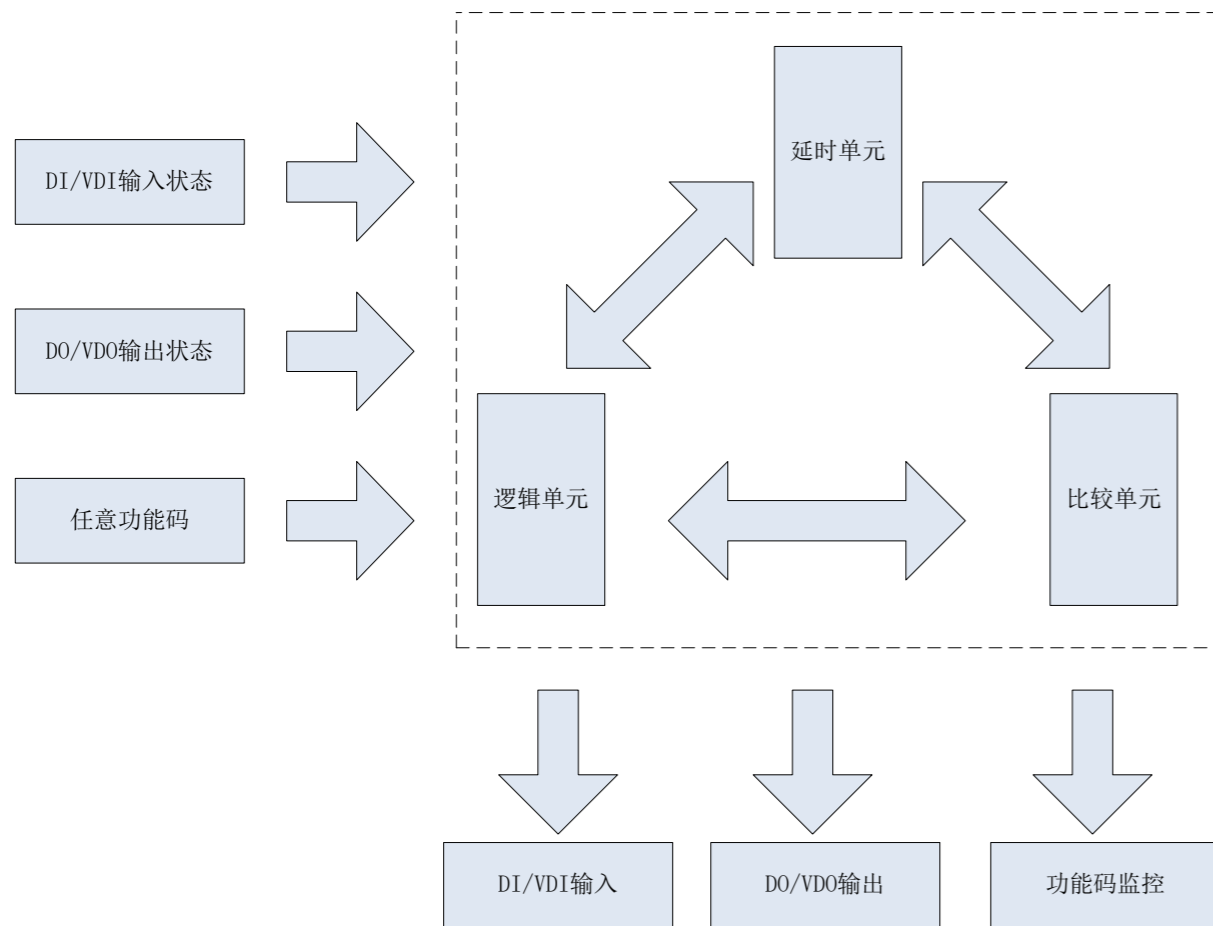 延时单元
DI/VDI输入状态
DO/VDO输出状态
任意功能码
逻辑单元
比较单元
DI/VDI输入
DO/VDO输出
功能码监控